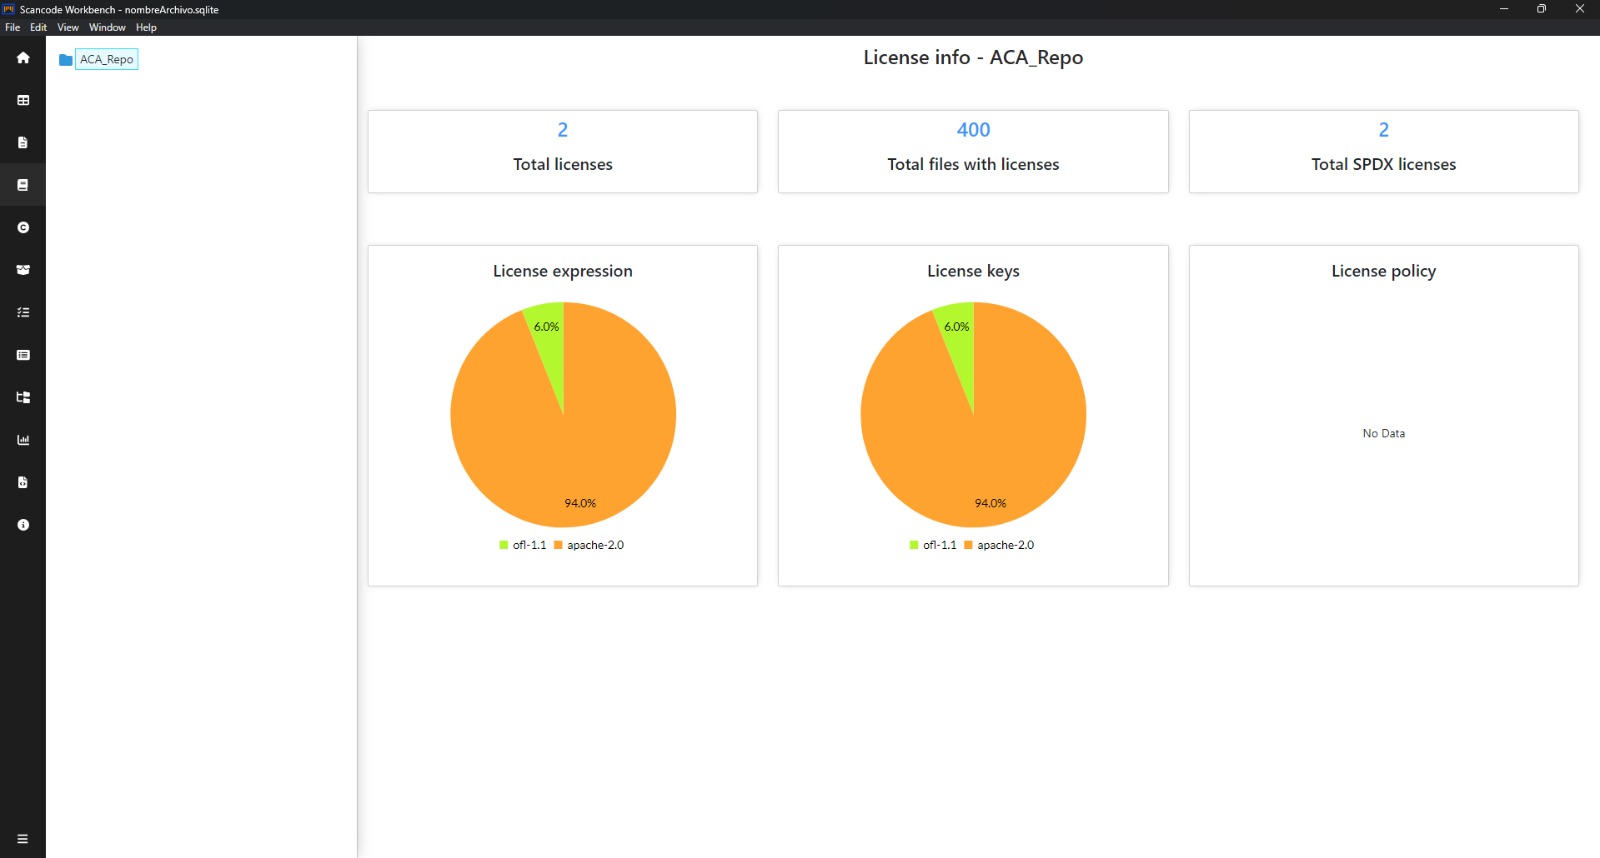 Scancode Workbench - nombreArchivo.sqlite
File Edit View Window Help
ACA_Repo
License info - ACA_Repo
2
Total licenses
400
Total files with licenses
2
Total SPDX licenses
License expression
6.0%
94.0%
ofl-1.1 apache-2.0
License keys
6.0%
94.0%
ofl-1.1 apache-2.0
License policy
No Data